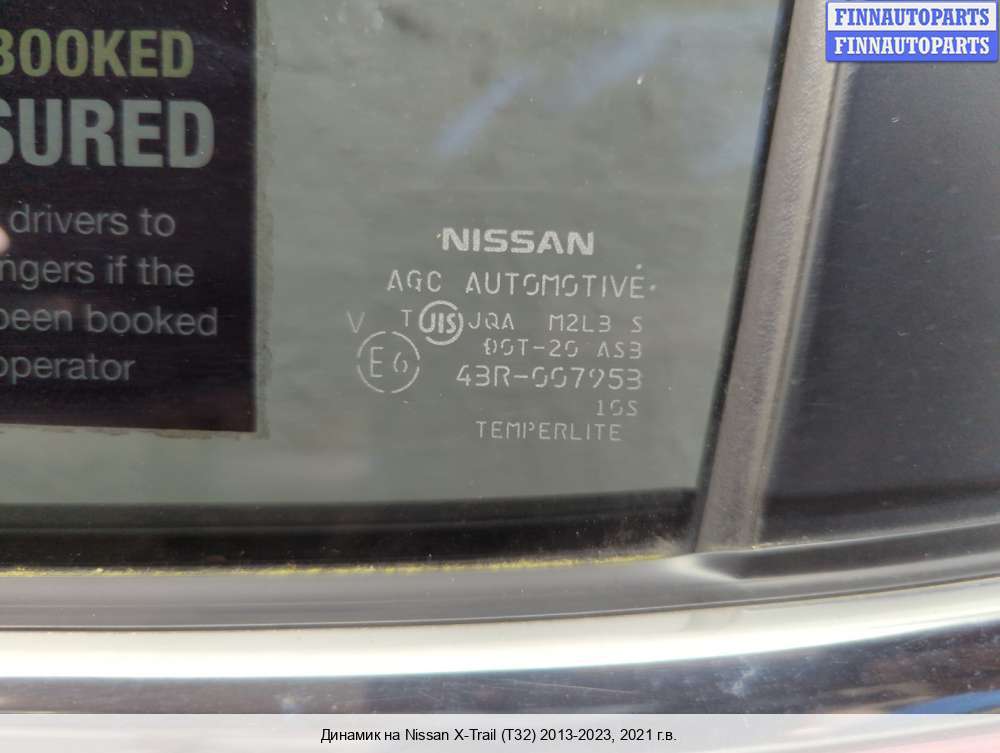 FINNAUTOPARTS
FINNAUTOPARTS
BOOKED
SURED
drivers to
ngers if the
been booked
operator
NISSAN
AGC AUTOMOTIVE
V T JIS JQA M2L3 S
DOT-20 AS3
E6 43R-007953
10S
TEMPERLITE
Динамик на Nissan X-Trail (T32) 2013-2023, 2021 г.в.